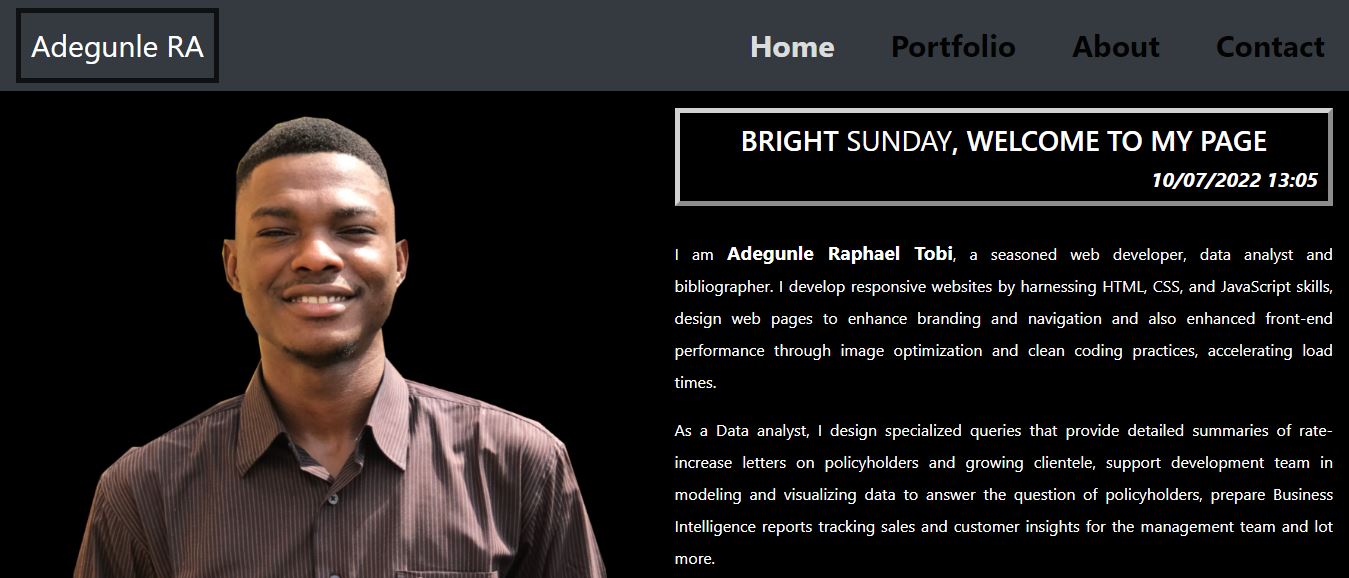 Adegunle RA
Home Portfolio About Contact
BRIGHT SUNDAY, WELCOME TO MY PAGE
10/07/2022 13:05
I am Adegunle Raphael Tobi, a seasoned web developer, data analyst and
bibliographer. I develop responsive websites by harnessing HTML, CSS, and JavaScript skills,
design web pages to enhance branding and navigation and also enhanced front-end
performance through image optimization and clean coding practices, accelerating load
times.
As a Data analyst, I design specialized queries that provide detailed summaries of rate-
increase letters on policyholders and growing clientele, support development team in
modeling and visualizing data to answer the question of policyholders, prepare Business
Intelligence reports tracking sales and customer insights for the management team and lot
more.